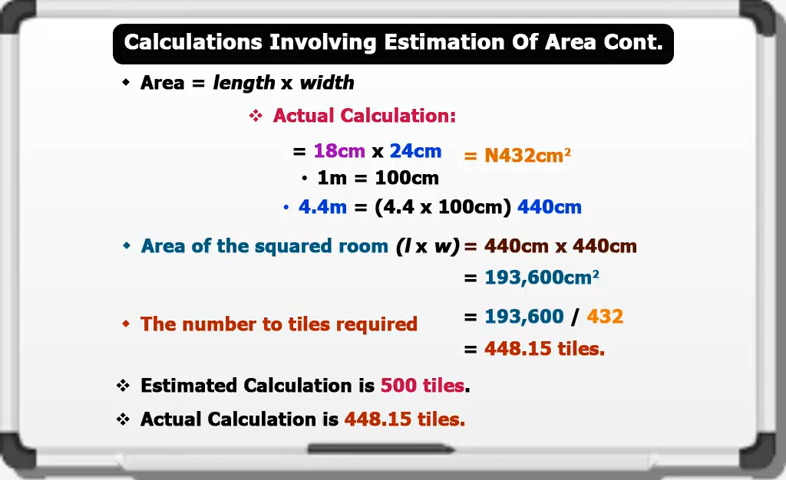 Calculations Involving Estimation Of Area Cont.
Area = length x width
Actual Calculation:
= 18cm x 24cm = N432cm²
1m = 100cm
4.4m = (4.4 x 100cm) 440cm
Area of the squared room (l x w) = 440cm x 440cm
= 193,600cm²
The number to tiles required = 193,600 / 432
= 448.15 tiles.
Estimated Calculation is 500 tiles.
Actual Calculation is 448.15 tiles.